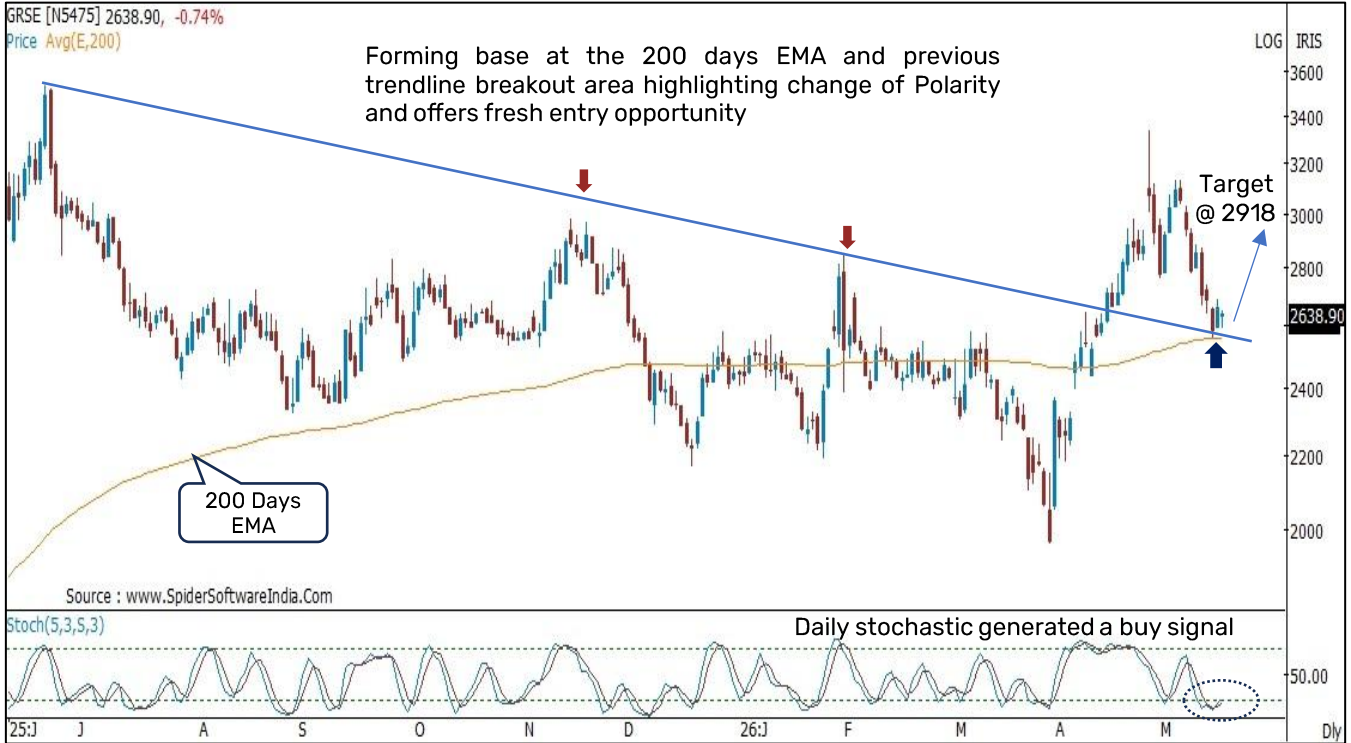 GRSE [N5475] 2638.90, -0.74%
Price Avg(E,200)
LOG IRIS
Forming base at the 200 days EMA and previous
trendline breakout area highlighting change of Polarity
and offers fresh entry opportunity
3600
3400
3200
Target
@ 2918
3000
2800
2638.90
2400
2200
200 Days
EMA
2000
Source : www.SpiderSoftwareIndia.Com
Stoch(5,3,S,3)
Daily stochastic generated a buy signal
50.00
'25:J J A S O N D 26:J F M A M Dly